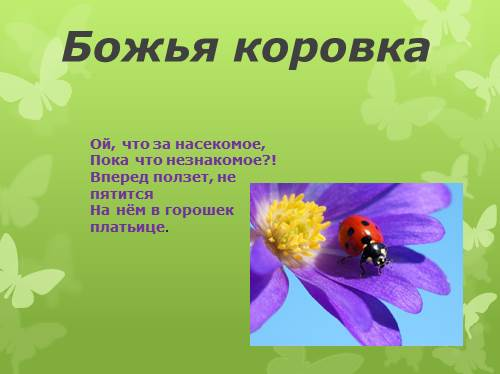 Божья коровка
Ой, что за насекомое,
Пока что незнакомое?!
Вперед ползет, не
пятится
На нём в горошек
платьице.